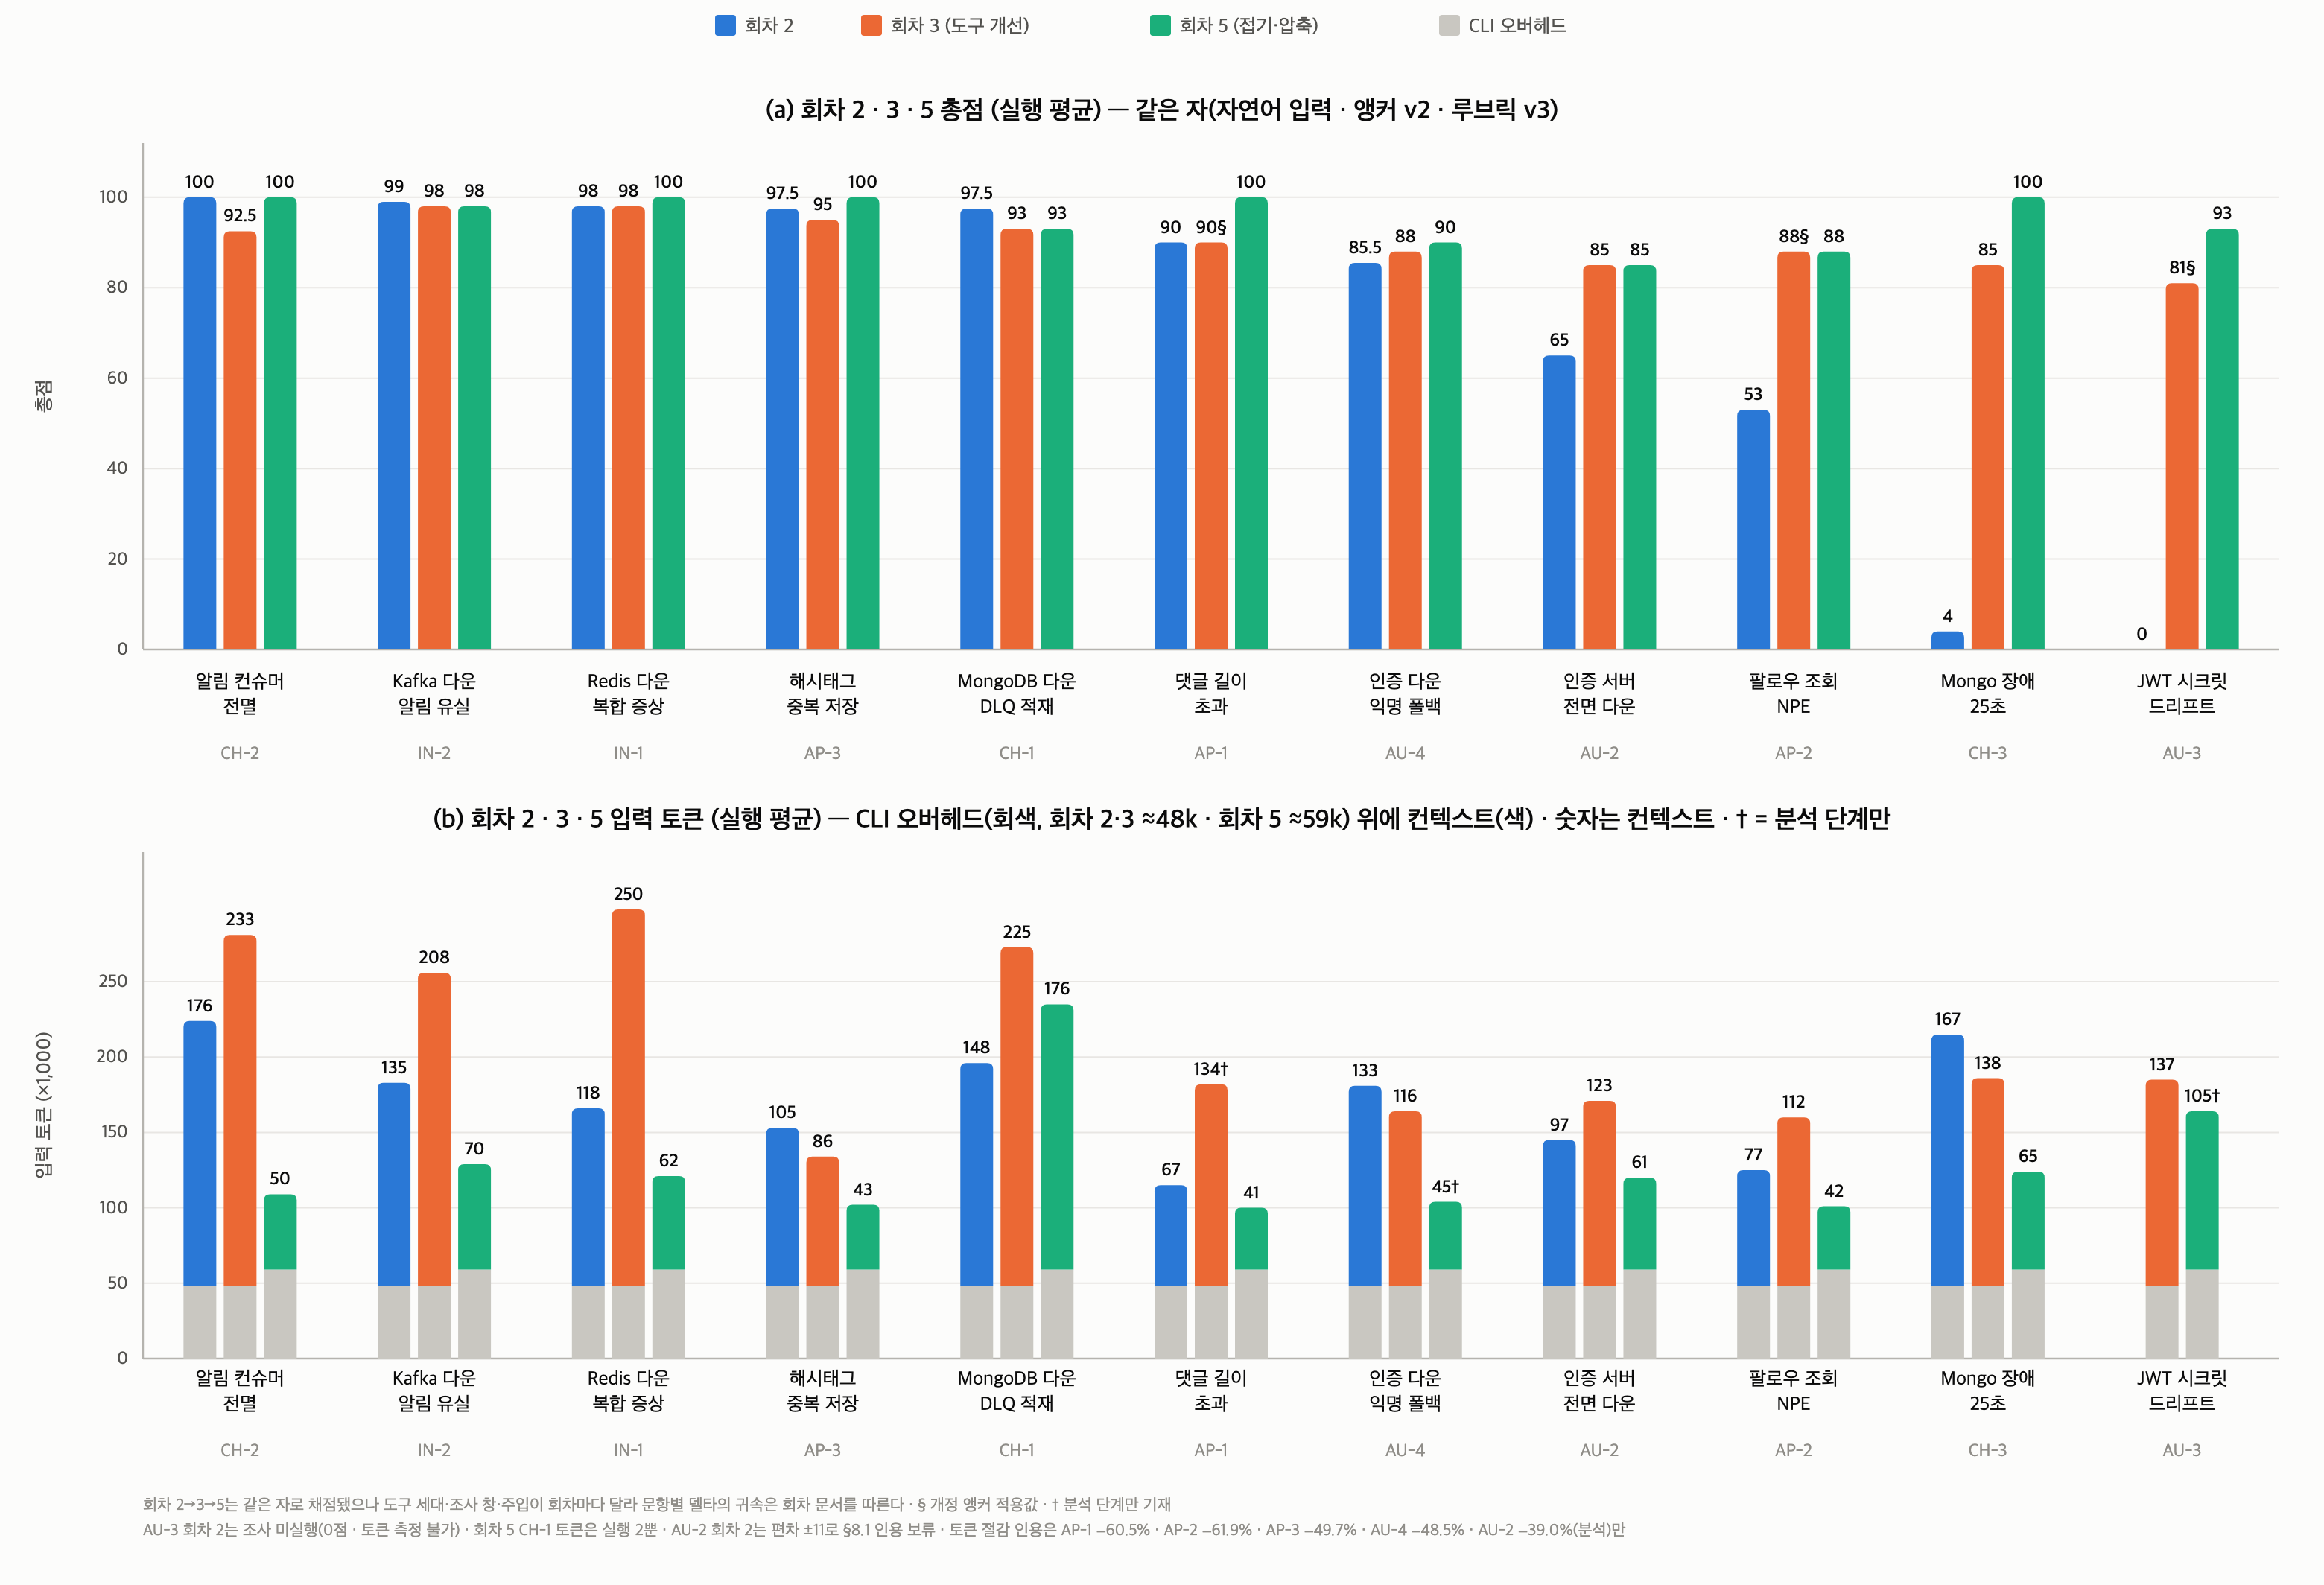 회차 2 회차 3 (도구 개선) 회차 5 (접기·압축) CLI 오버헤드
(a) 회차 2 · 3 · 5 총점 (실행 평균) — 같은 자(자연어 입력 · 앵커 v2 · 루브릭 v3)
총점
100
80
60
40
20
0
100 92.5 100
99 98 98
98 98 100
97.5 95 100
97.5 93 93
90 90§ 100
85.5 88 90
65 85 85
53 88§ 88
4 85 100
0 81§ 93
알림 컨슈머
전멸
CH-2
Kafka 다운
알림 유실
IN-2
Redis 다운
복합 증상
IN-1
해시태그
중복 저장
AP-3
MongoDB 다운
DLQ 적재
CH-1
댓글 길이
초과
AP-1
인증 다운
익명 폴백
AU-4
인증 서버
전면 다운
AU-2
팔로우 조회
NPE
AP-2
Mongo 장애
25초
CH-3
JWT 시크릿
드리프트
AU-3
(b) 회차 2 · 3 · 5 입력 토큰 (실행 평균) — CLI 오버헤드(회색, 회차 2·3 ≈48k · 회차 5 ≈59k) 위에 컨텍스트(색) · 숫자는 컨텍스트 · † = 분석 단계만
입력 토큰 (×1,000)
250
200
150
100
50
0
176 233 50
135 208 70
118 250 62
105 86 43
148 225 176
67 134† 41
133 116 45†
97 123 61
77 112 42
167 138 65
137 105†
알림 컨슈머
전멸
CH-2
Kafka 다운
알림 유실
IN-2
Redis 다운
복합 증상
IN-1
해시태그
중복 저장
AP-3
MongoDB 다운
DLQ 적재
CH-1
댓글 길이
초과
AP-1
인증 다운
익명 폴백
AU-4
인증 서버
전면 다운
AU-2
팔로우 조회
NPE
AP-2
Mongo 장애
25초
CH-3
JWT 시크릿
드리프트
AU-3
회차 2→3→5는 같은 자로 채점됐으나 도구 세대·조사 창·주입이 회차마다 달라 문항별 델타의 귀속은 회차 문서를 따른다 · § 개정 앵커 적용값 · † 분석 단계만 기재
AU-3 회차 2는 조사 미실행(0점 · 토큰 측정 불가) · 회차 5 CH-1 토큰은 실행 2뿐 · AU-2 회차 2는 편차 ±11로 §8.1 인용 보류 · 토큰 절감 인용은 AP-1 −60.5% · AP-2 −61.9% · AP-3 −49.7% · AU-4 −48.5% · AU-2 −39.0%(분석)만